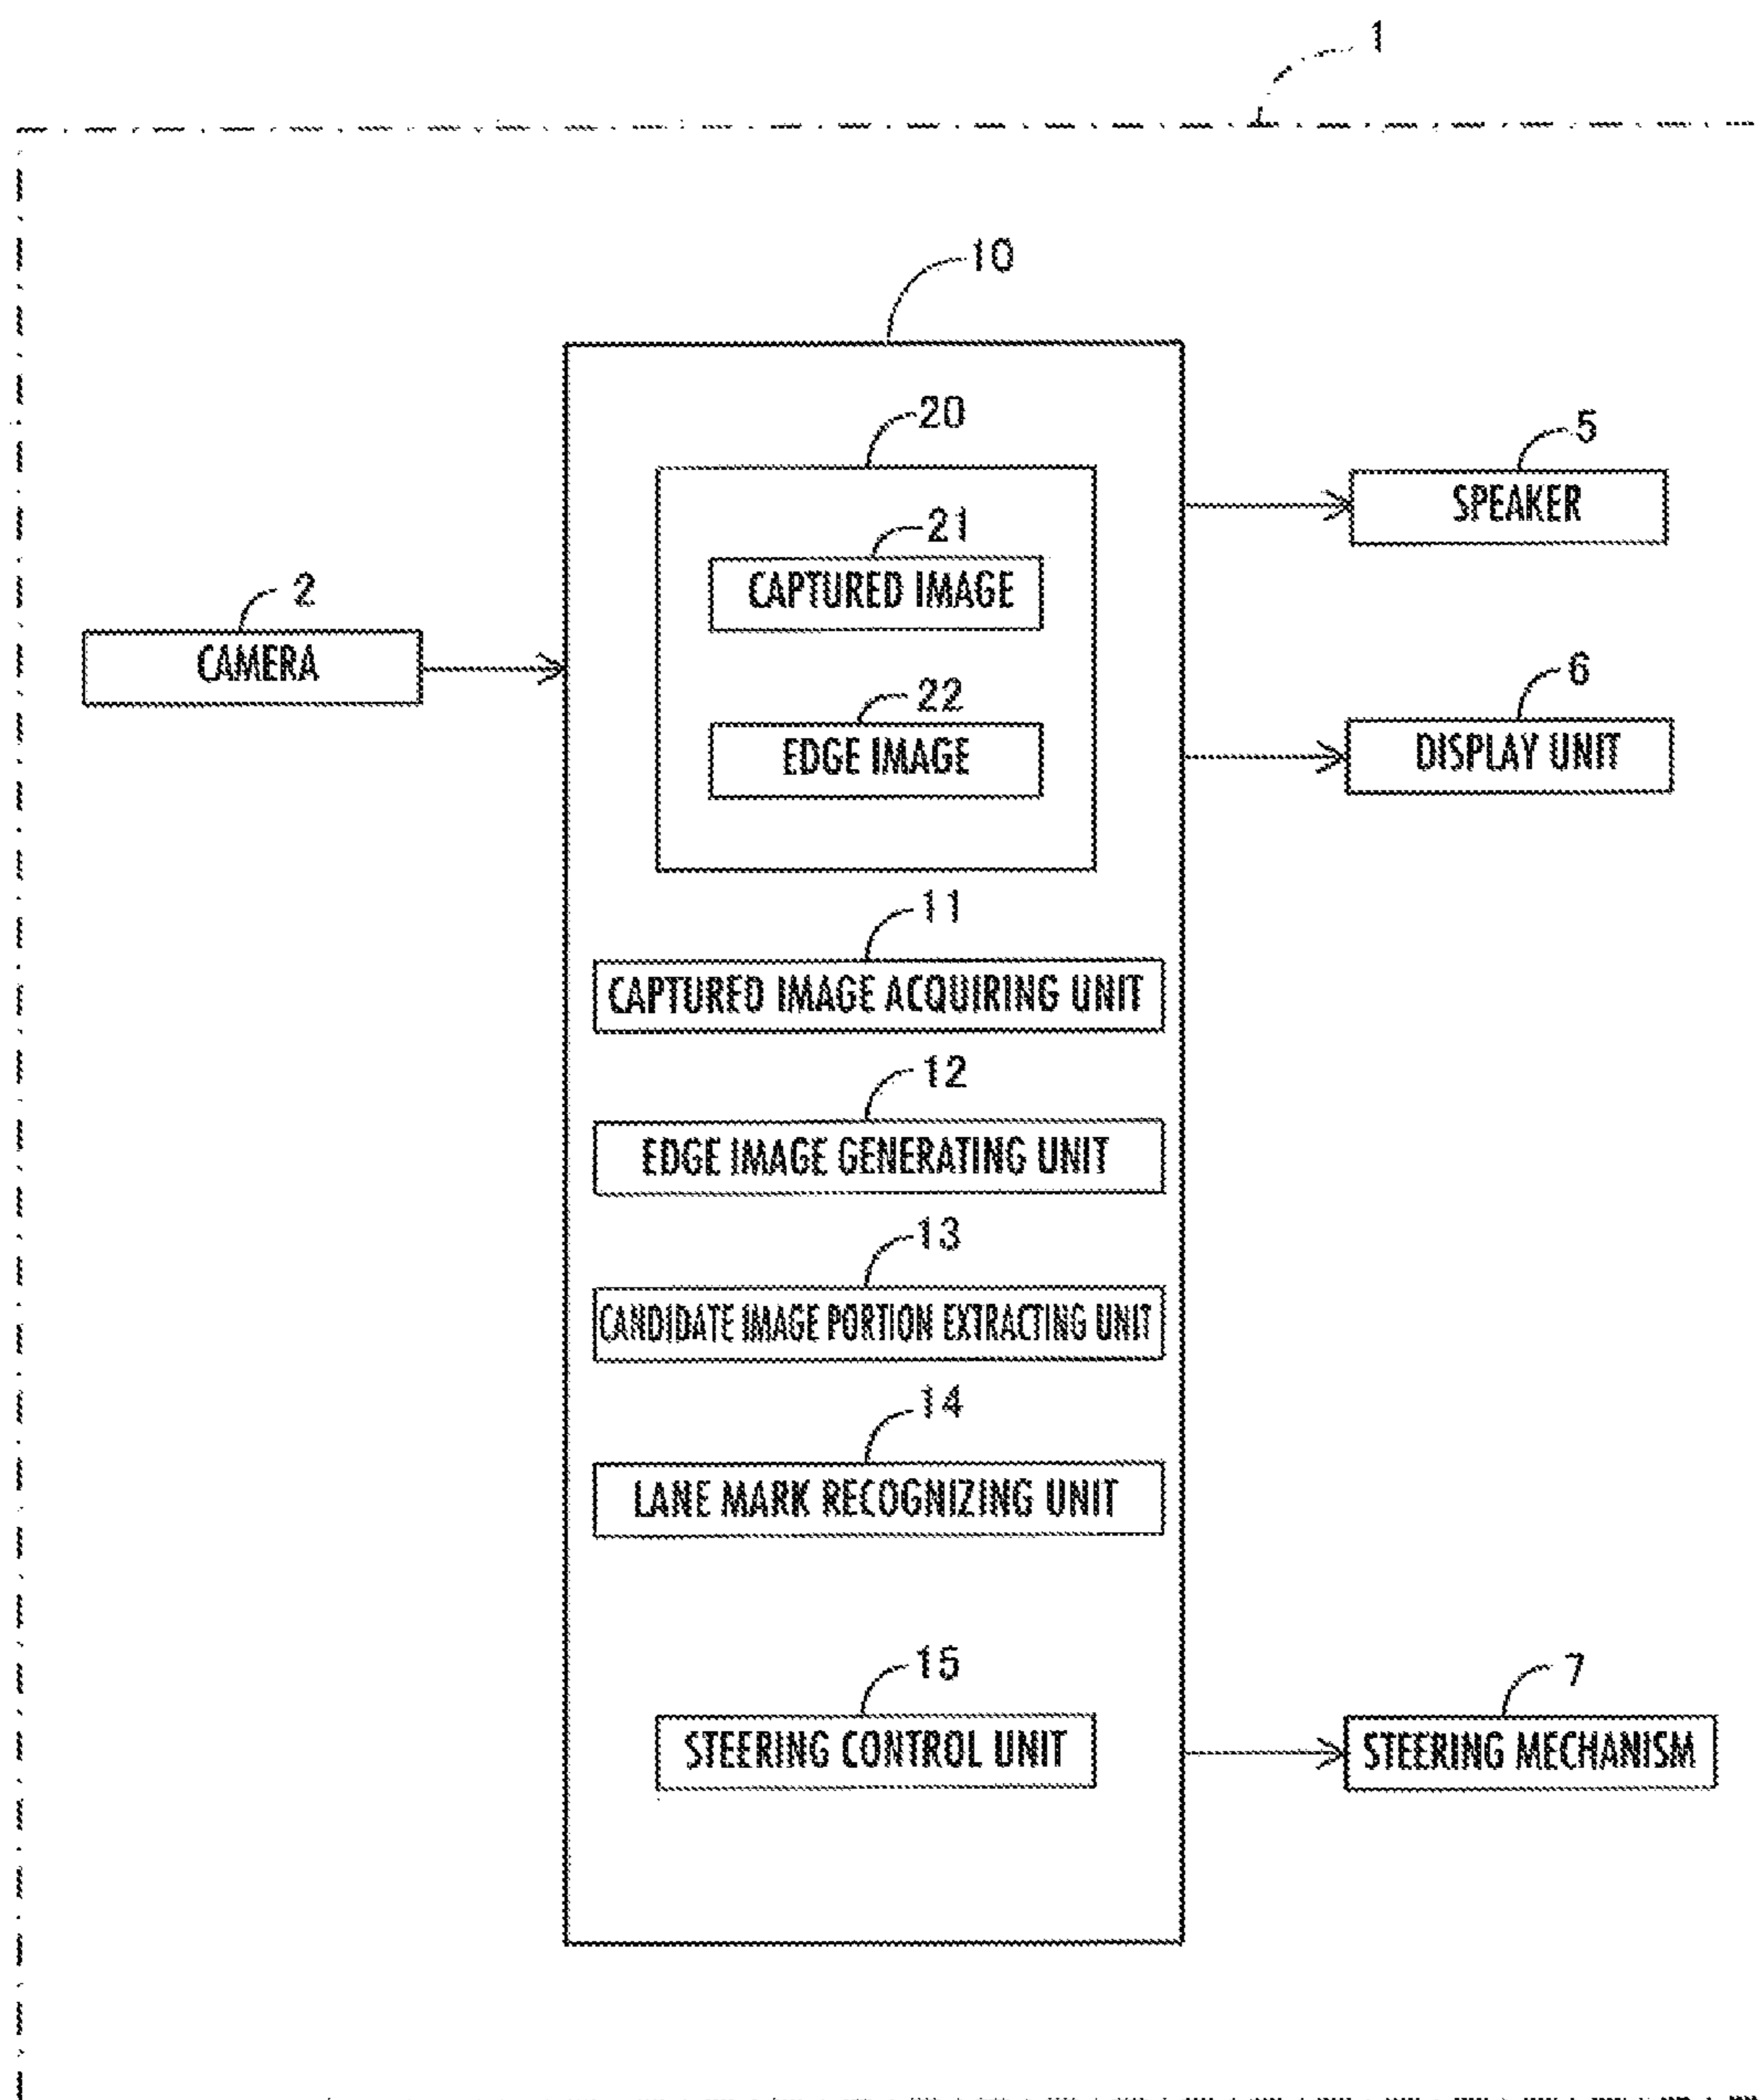 1
10
20
5
SPEAKER
21
CAPTURED IMAGE
2
CAMERA
22
EDGE IMAGE
6
DISPLAY UNIT
11
CAPTURED IMAGE ACQUIRING UNIT
12
EDGE IMAGE GENERATING UNIT
13
CANDIDATE IMAGE PORTION EXTRACTING UNIT
14
LANE MARK RECOGNIZING UNIT
15
STEERING CONTROL UNIT
7
STEERING MECHANISM